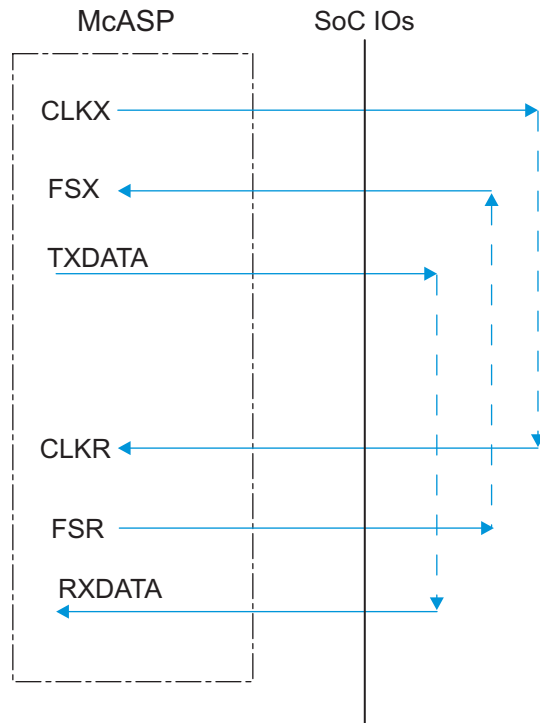 McASP
SoC IOs
CLKX
FSX
TXDATA
CLKR
FSR
RXDATA